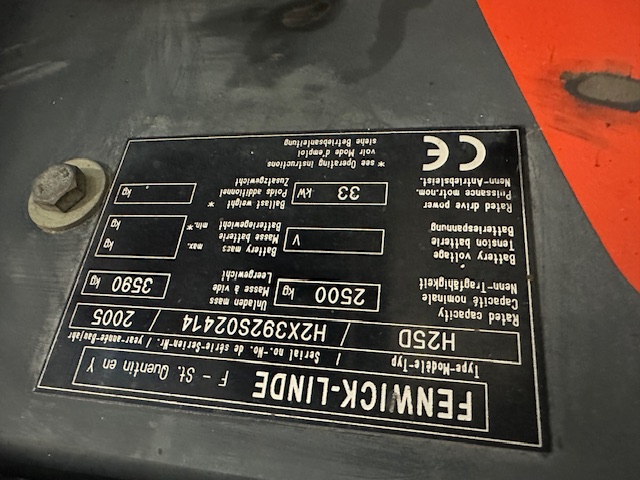 FENWICK-LINDE F - St. Quentin en Y
Type-Modèle-Typ / Serial no.-No. de série-Serien-Nr. / year-année-Baujahr
H25D / H2X392S02414 / 2005
Rated capacity
Capacité nominale
Nenn-Tragfähigkeit
2500 kg
Unladen mass
Masse à vide
Leergewicht
3590 kg
Battery voltage
Tension batterie
Batteriespannung
V
Battery macs
Masse batterie
Batteriegewicht
max.
min.*
kg
kg
Rated drive power
Puissance motr.nom.
Nenn-Antriebsleist.
33 kW
Ballast weight *
Poids additionnel
Zusatzgewicht
kg
CE
* see Operating instructions
voir Mode d'emploi
siehe Betriebsanleitung